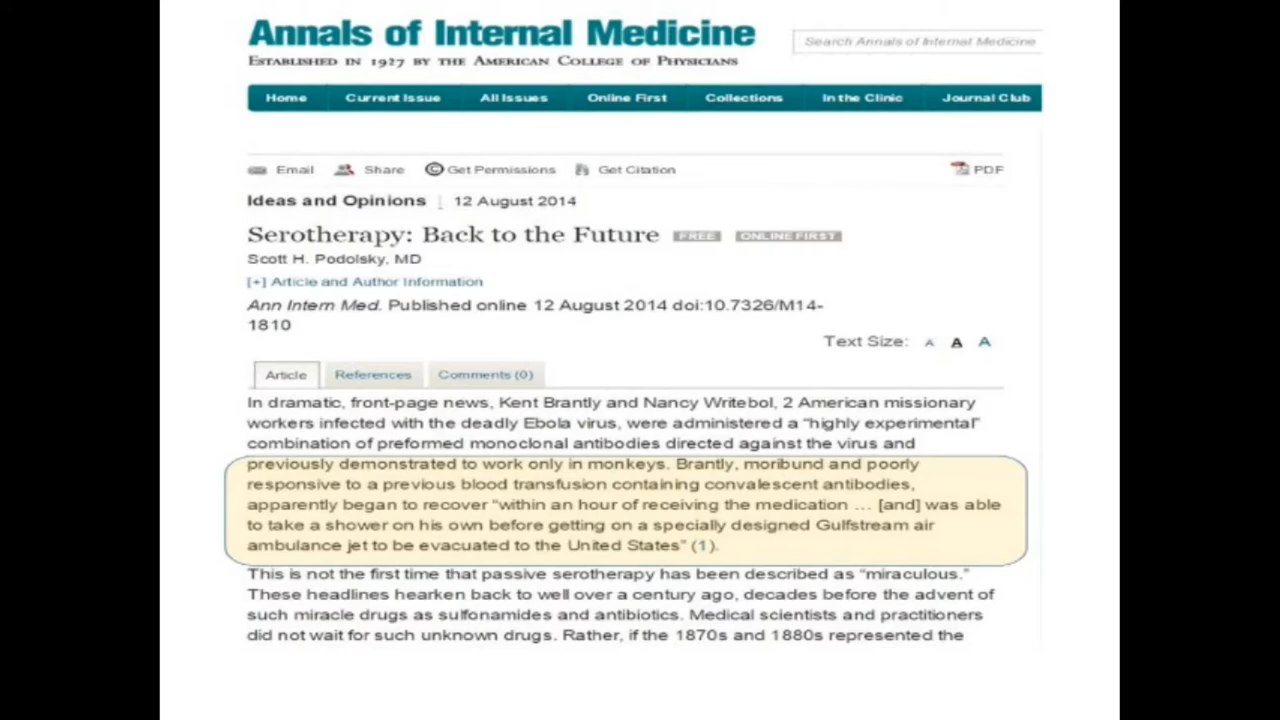 Annals of Internal Medicine
Search Annals of Internal Medicine
ESTABLISHED IN 1927 BY THE AMERICAN COLLEGE OF PHYSICIANS
Home Current Issue All Issues Online First Collections In the Clinic Journal Club
Email Share Get Permissions Get Citation PDF
Ideas and Opinions | 12 August 2014
Serotherapy: Back to the Future FREE ONLINE FIRST
Scott H. Podolsky, MD
[+] Article and Author Information
Ann Intern Med. Published online 12 August 2014 doi:10.7326/M14-
1810
Text Size: A A A
Article References Comments (0)
In dramatic, front-page news, Kent Brantly and Nancy Writebol, 2 American missionary
workers infected with the deadly Ebola virus, were administered a “highly experimental”
combination of preformed monoclonal antibodies directed against the virus and
previously demonstrated to work only in monkeys. Brantly, moribund and poorly
responsive to a previous blood transfusion containing convalescent antibodies,
apparently began to recover “within an hour of receiving the medication … [and] was able
to take a shower on his own before getting on a specially designed Gulfstream air
ambulance jet to be evacuated to the United States” (1).
This is not the first time that passive serotherapy has been described as “miraculous.”
These headlines hearken back to well over a century ago, decades before the advent of
such miracle drugs as sulfonamides and antibiotics. Medical scientists and practitioners
did not wait for such unknown drugs. Rather, if the 1870s and 1880s represented the